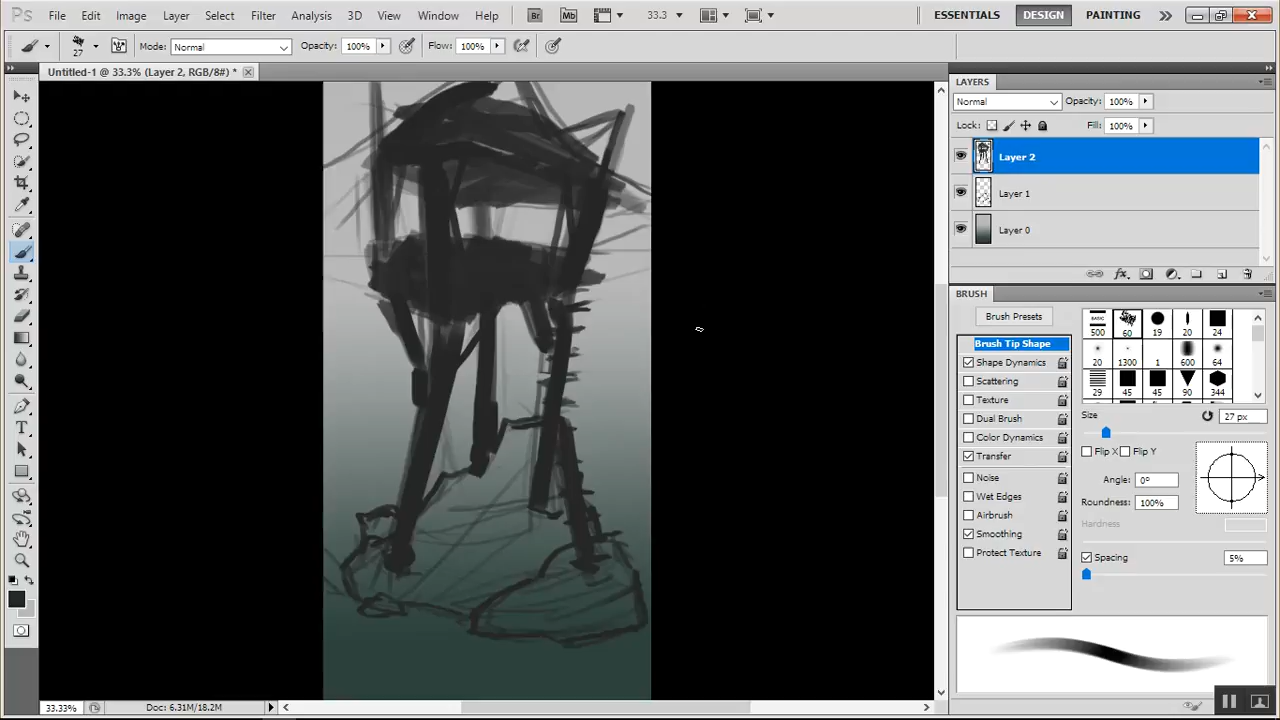 Ps File Edit Image Layer Select Filter Analysis 3D View Window Help Br Mb 33.3 ESSENTIALS DESIGN PAINTING
27 Mode: Normal Opacity: 100% Flow: 100%
Untitled-1 @ 33.3% (Layer 2, RGB/8#) *
LAYERS
Normal Opacity: 100%
Lock: Fill: 100%
Layer 2
Layer 1
Layer 0
BRUSH
Brush Presets
500 60 19 20 24
20 1300 1 600 64
29 45 45 90 344
Brush Tip Shape
Shape Dynamics
Scattering
Texture
Dual Brush
Color Dynamics
Transfer
Noise
Wet Edges
Airbrush
Smoothing
Protect Texture
Size 27 px
Flip X Flip Y
Angle: 0º
Roundness: 100%
Hardness
Spacing 5%
33.33% Doc: 6.31M/18.2M